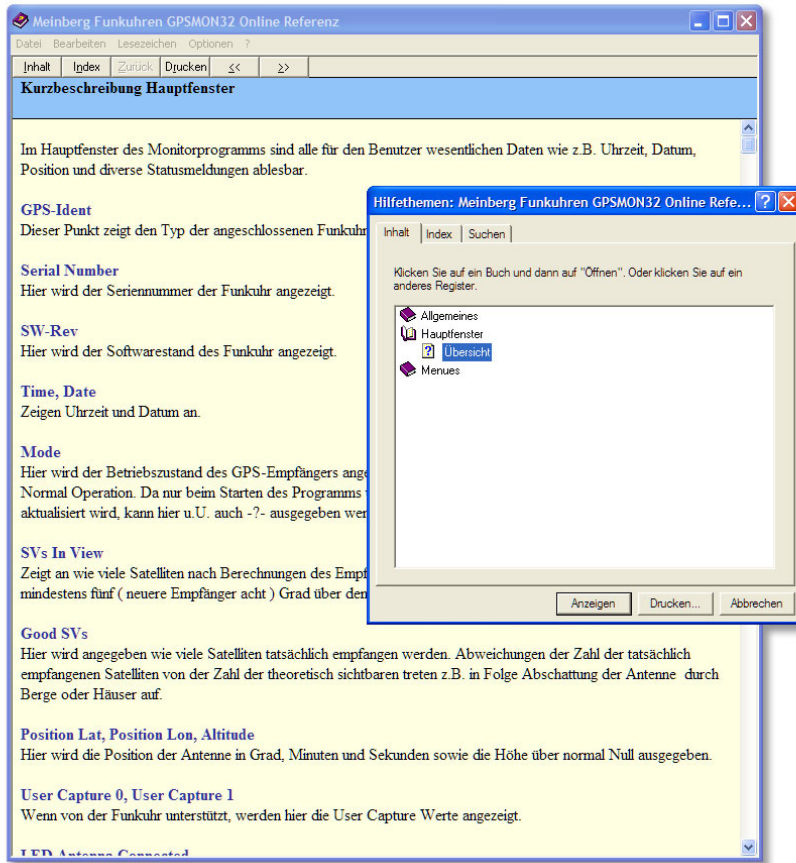 Meinberg Funkuhren GPSMON32 Online Referenz
Datei Bearbeiten Lesezeichen Optionen ?
Inhalt Index Zurück Drucken << >>
Kurzbeschreibung Hauptfenster
Im Hauptfenster des Monitorprogramms sind alle für den Benutzer wesentlichen Daten wie z.B. Uhrzeit, Datum,
Position und diverse Statusmeldungen ablesbar.
GPS-Ident
Dieser Punkt zeigt den Typ der angeschlossenen Funkuhr
Serial Number
Hier wird der Seriennummer der Funkuhr angezeigt.
SW-Rev
Hier wird der Softwarestand des Funkuhr angezeigt.
Time, Date
Zeigen Uhrzeit und Datum an.
Mode
Hier wird der Betriebszustand des GPS-Empfängers ange
Normal Operation. Da nur beim Starten des Programms
aktualisiert wird, kann hier u.U. auch -?- ausgegeben wer
SVs In View
Zeigt an wie viele Satelliten nach Berechnungen des Empf
mindestens fünf ( neuere Empfänger acht ) Grad über den
Good SVs
Hier wird angegeben wie viele Satelliten tatsächlich empfangen werden. Abweichungen der Zahl der tatsächlich
empfangenen Satelliten von der Zahl der theoretisch sichtbaren treten z.B. in Folge Abschattung der Antenne durch
Berge oder Häuser auf.
Position Lat, Position Lon, Altitude
Hier wird die Position der Antenne in Grad, Minuten und Sekunden sowie die Höhe über normal Null ausgegeben.
User Capture 0, User Capture 1
Wenn von der Funkuhr unterstützt, werden hier die User Capture Werte angezeigt.
LED Antenna Connected
Hilfethemen: Meinberg Funkuhren GPSMON32 Online Refe...
Inhalt Index Suchen
Klicken Sie auf ein Buch und dann auf "Öffnen". Oder klicken Sie auf ein
anderes Register.
Allgemeines
Hauptfenster
Übersicht
Menues
Anzeigen Drucken... Abbrechen